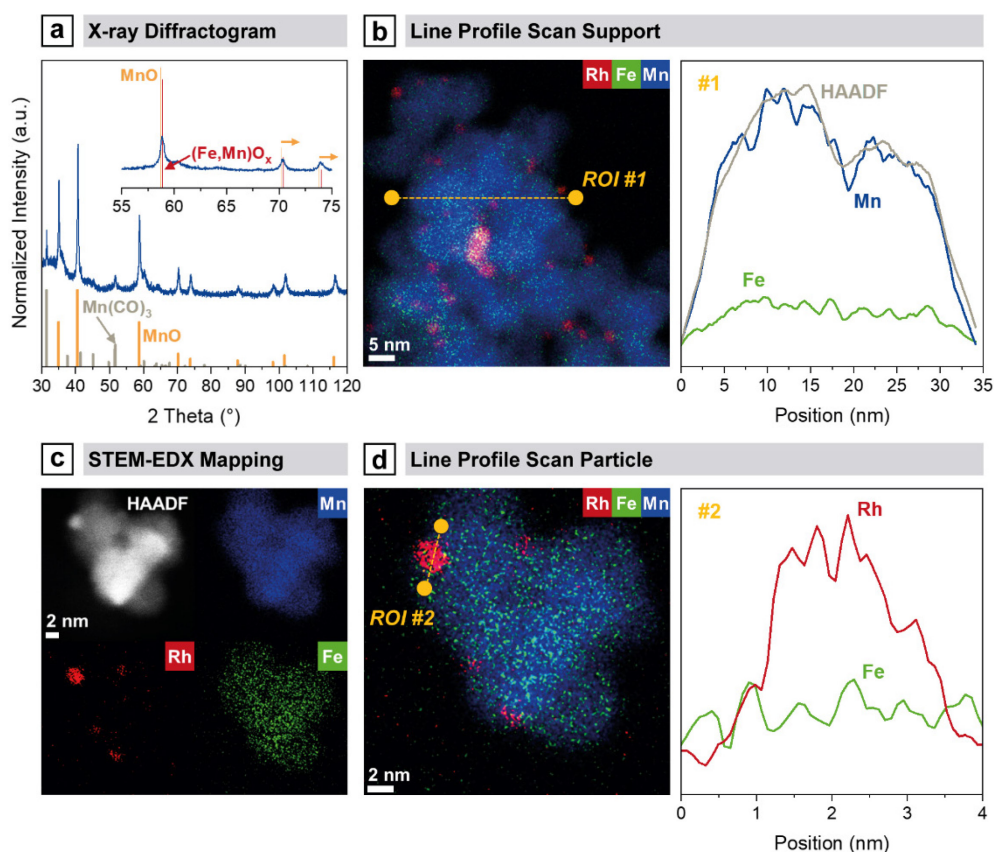 a X-ray Diffractogram
Normalized Intensity (a.u.)
MnO
(Fe,Mn)Oₓ
55 59 65 70 75
Mn(CO)₃
MnO
30 40 50 60 70 80 90 100 110 120
2 Theta (°)
b Line Profile Scan Support
Rh Fe Mn
ROI #1
5 nm
#1
HAADF
Mn
Fe
0 5 10 15 20 25 30 35
Position (nm)
c STEM-EDX Mapping
HAADF
Mn
2 nm
Rh
Fe
d Line Profile Scan Particle
Rh Fe Mn
ROI #2
2 nm
#2
Rh
Fe
0 1 2 3 4
Position (nm)